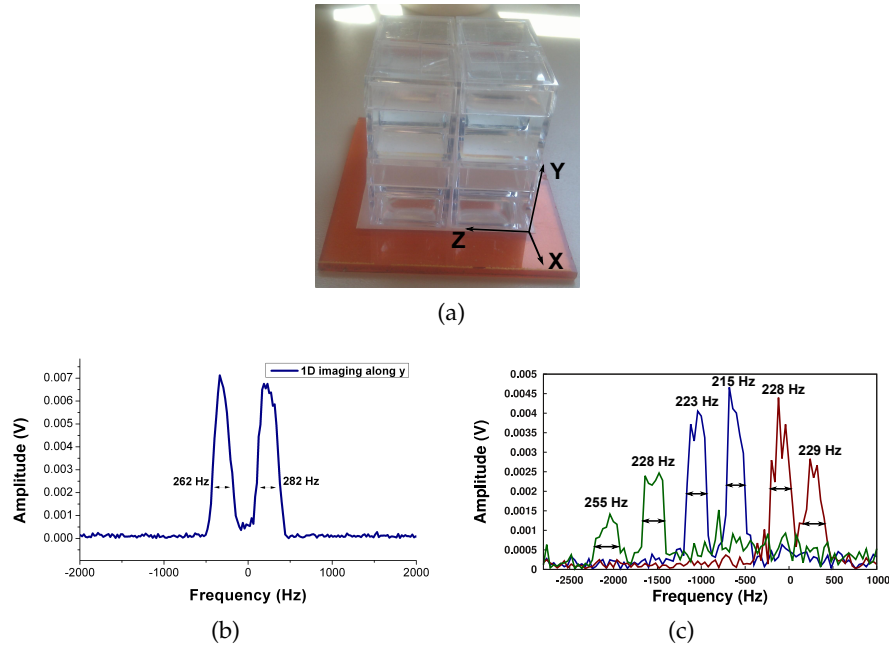 Y
Z
X
(a)
1D imaging along y
0.007
0.006
0.005
0.004
0.003
0.002
0.001
0.000
262 Hz
282 Hz
-2000 -1000 0 1000 2000
Amplitude (V)
Frequency (Hz)
(b)
0.005
0.0045
0.004
0.0035
0.003
0.0025
0.002
0.0015
0.001
0.0005
0
255 Hz
228 Hz
223 Hz
215 Hz
228 Hz
229 Hz
-2500 -2000 -1500 -1000 -500 0 500 1000
Amplitude (V)
Frequency (Hz)
(c)